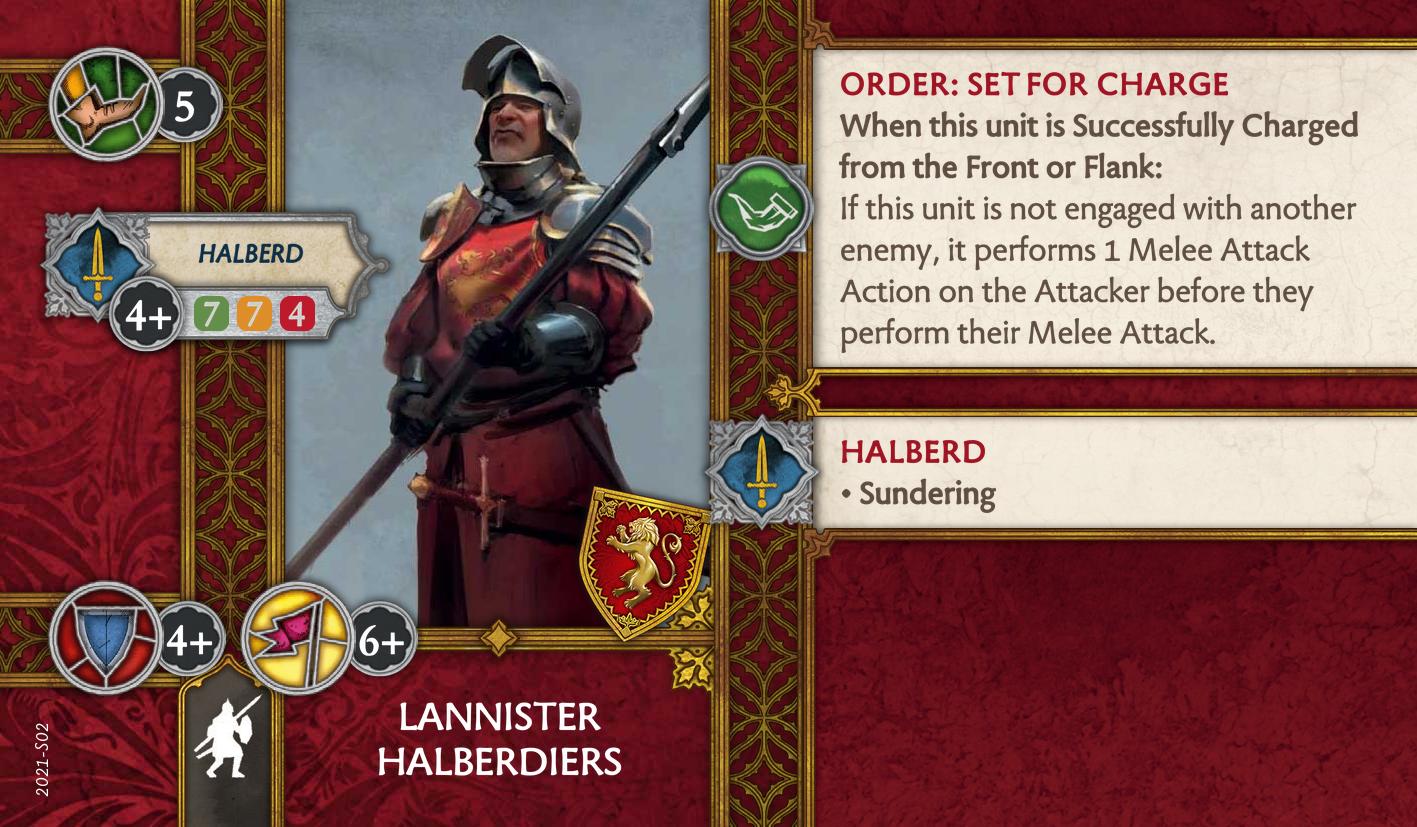 5
HALBERD
4+ 7 7 4
4+
6+
LANNISTER
HALBERDIERS
2021-S02
ORDER: SET FOR CHARGE
When this unit is Successfully Charged
from the Front or Flank:
If this unit is not engaged with another
enemy, it performs 1 Melee Attack
Action on the Attacker before they
perform their Melee Attack.
HALBERD
• Sundering